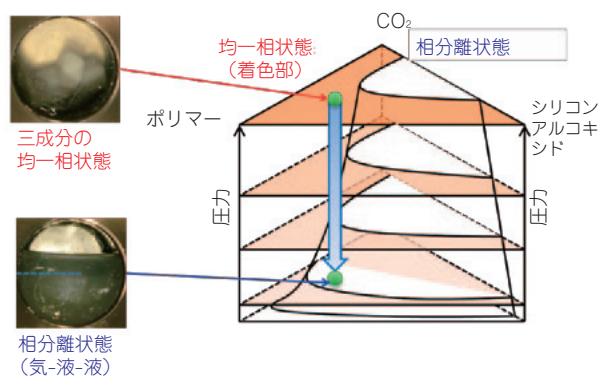 CO₂
均一相状態:
(着色部)
相分離状態
ポリマー
シリコン
アルコキ
シド
三成分の
均一相状態
圧力
圧力
相分離状態
(気-液-液)